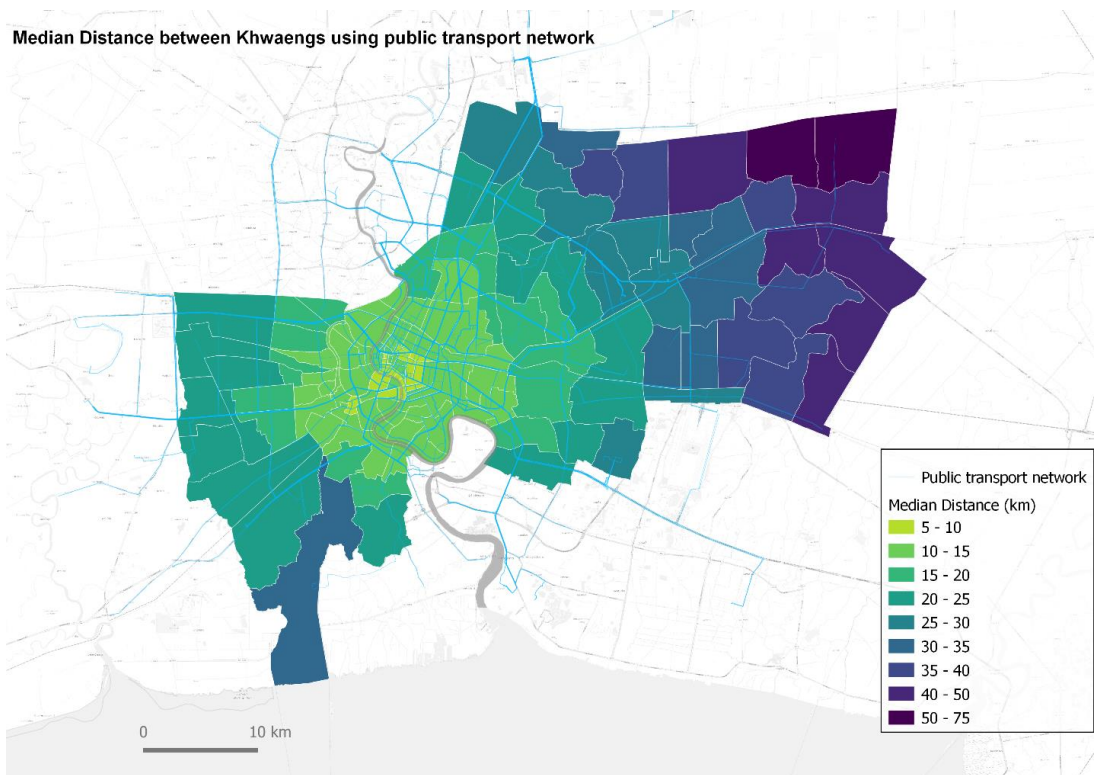 Median Distance between Khwaengs using public transport network
Public transport network
Median Distance (km)
5 - 10
10 - 15
15 - 20
20 - 25
25 - 30
30 - 35
35 - 40
40 - 50
50 - 75
0 10 km